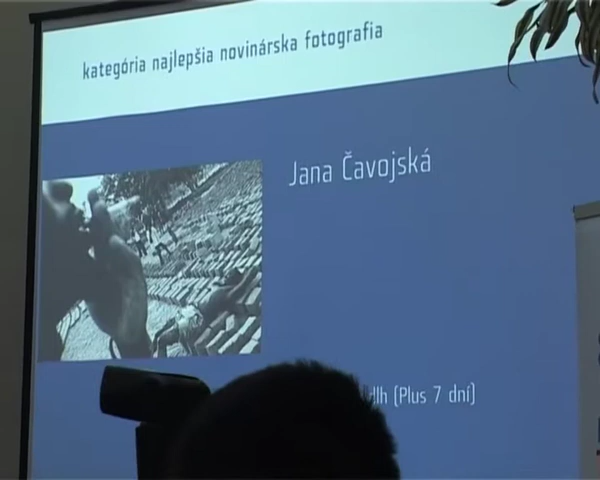 kategória najlepšia novinárska fotografia
Jana Čavojská
(Plus 7 dní)